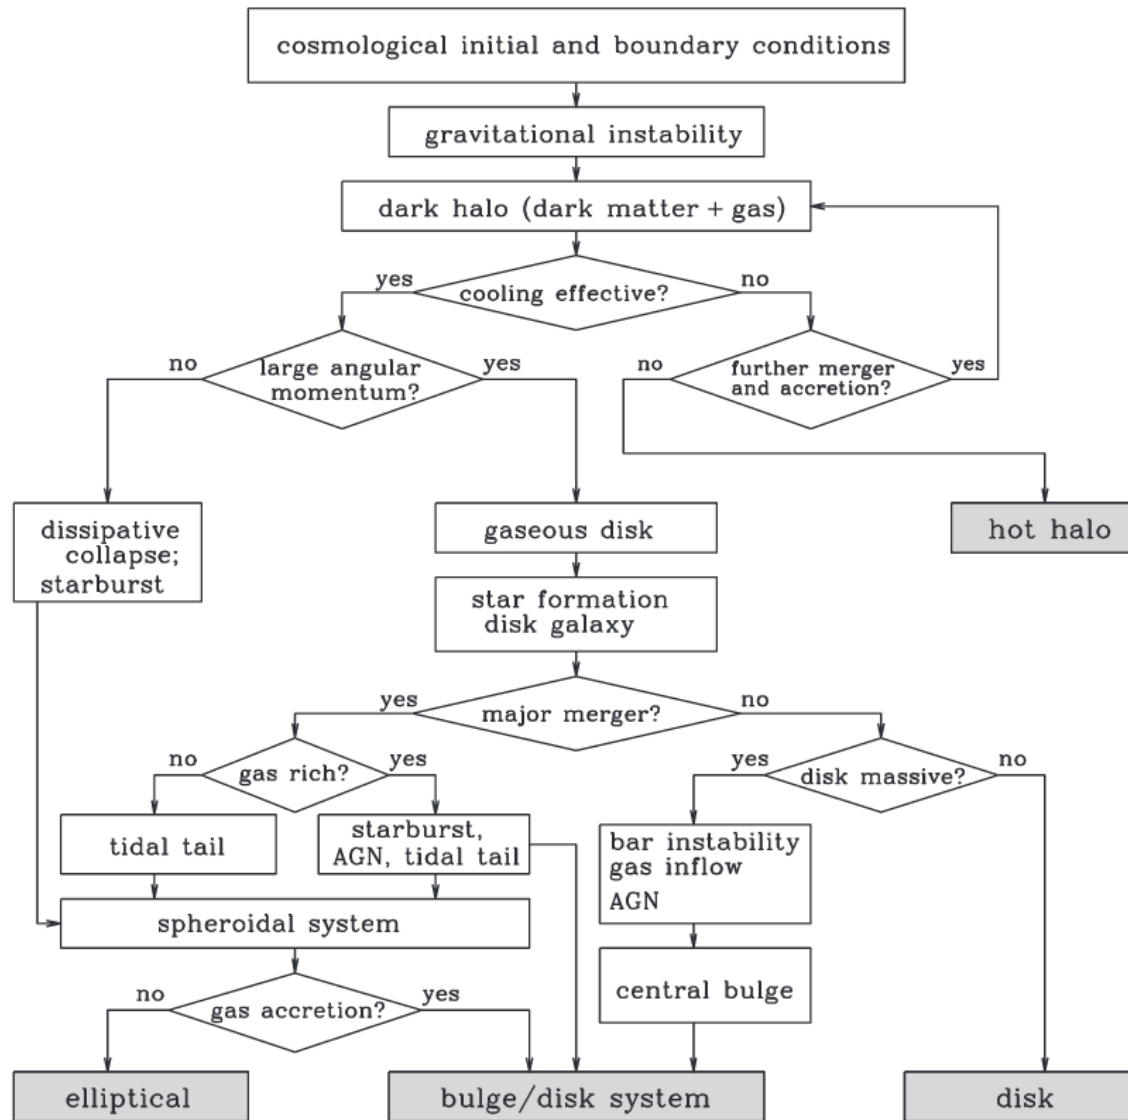 cosmological initial and boundary conditions
gravitational instability
dark halo (dark matter + gas)
yes
no
cooling effective?
no
large angular
momentum?
yes
no
further merger
and accretion?
yes
dissipative
collapse;
starburst
gaseous disk
hot halo
star formation
disk galaxy
yes
major merger?
no
no
gas rich?
yes
yes
disk massive?
no
tidal tail
starburst,
AGN, tidal tail
bar instability
gas inflow
AGN
spheroidal system
central bulge
no
gas accretion?
yes
elliptical
bulge/disk system
disk